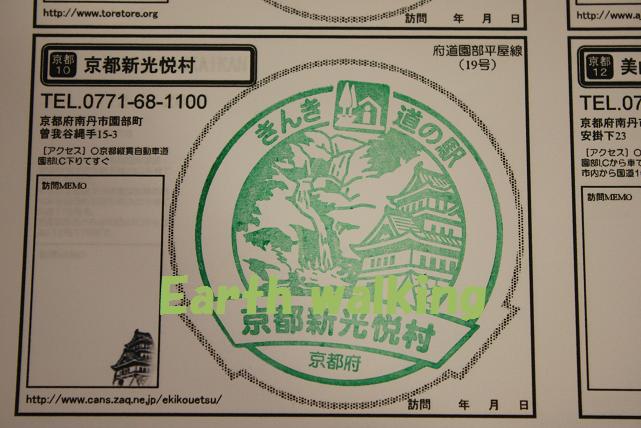 http://www.toretore.org
訪問 年 月 日
http://www.aj
京都
10
京都新光悦村
府道園部平屋線
(19号)
TEL.0771-68-1100
京都府南丹市園部町
曽我谷縄手15-3
[アクセス] ○京都縦貫自動車道
園部I.C下りてすぐ
訪問MEMO
きんき 道の駅
Earth walking
京都新光悦村
京都府
http://www.cans.zaq.ne.jp/ekikouetsu/
訪問 年 月 日
京都
12
美山
TEL.07
京都府南丹
安掛下23
[アクセス] ○
園部I.Cから車で
市内から国道1
訪問MEMO